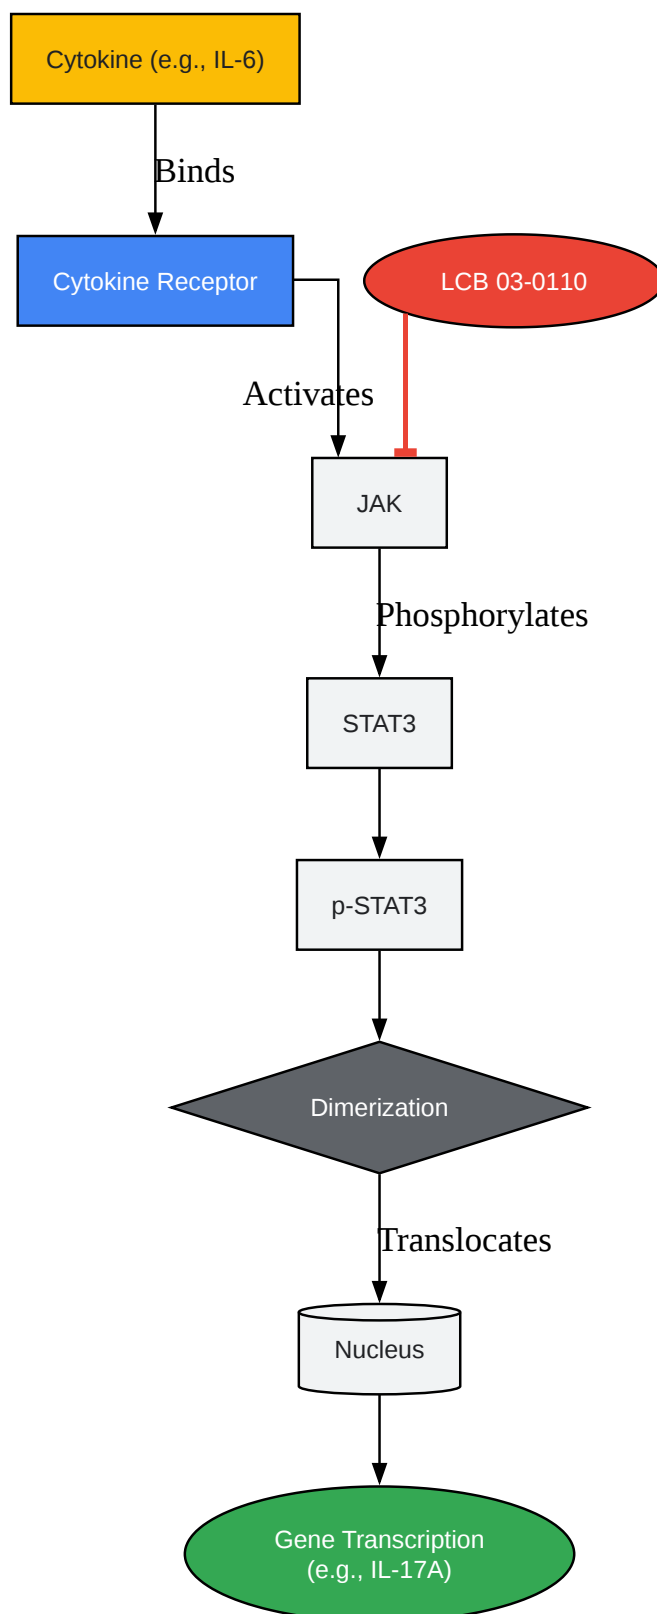 Cytokine (e.g., IL-6)
Binds
Cytokine Receptor
LCB 03-0110
Activates
JAK
Phosphorylates
STAT3
p-STAT3
Dimerization
Translocates
Nucleus
Gene Transcription
(e.g., IL-17A)